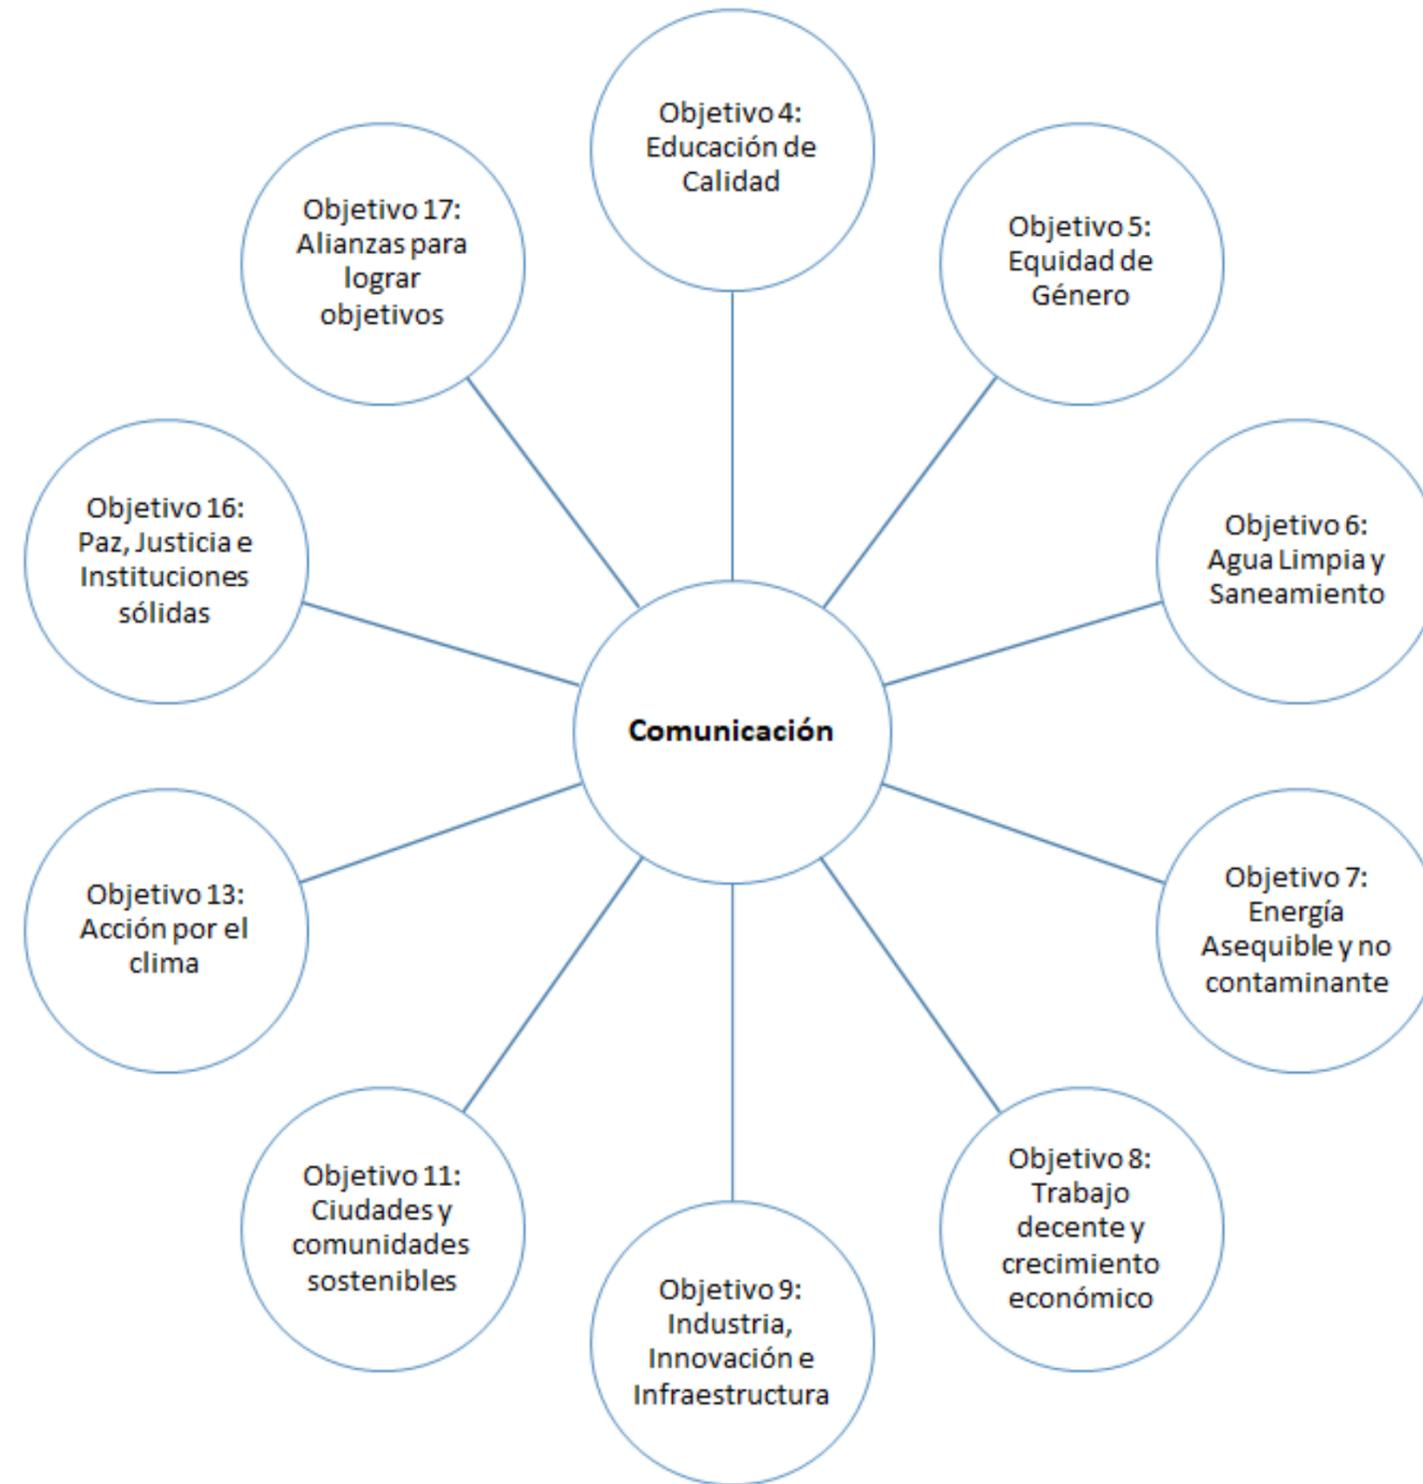 Objetivo 4:
Educación de
Calidad
Objetivo 5:
Equidad de
Género
Objetivo 6:
Agua Limpia y
Saneamiento
Objetivo 7:
Energía
Asequible y no
contaminante
Objetivo 8:
Trabajo
decente y
crecimiento
económico
Objetivo 9:
Industria,
Innovación e
Infraestructura
Objetivo 11:
Ciudades y
comunidades
sostenibles
Objetivo 13:
Acción por el
clima
Objetivo 16:
Paz, Justicia e
Instituciones
sólidas
Objetivo 17:
Alianzas para
lograr
objetivos
Comunicación